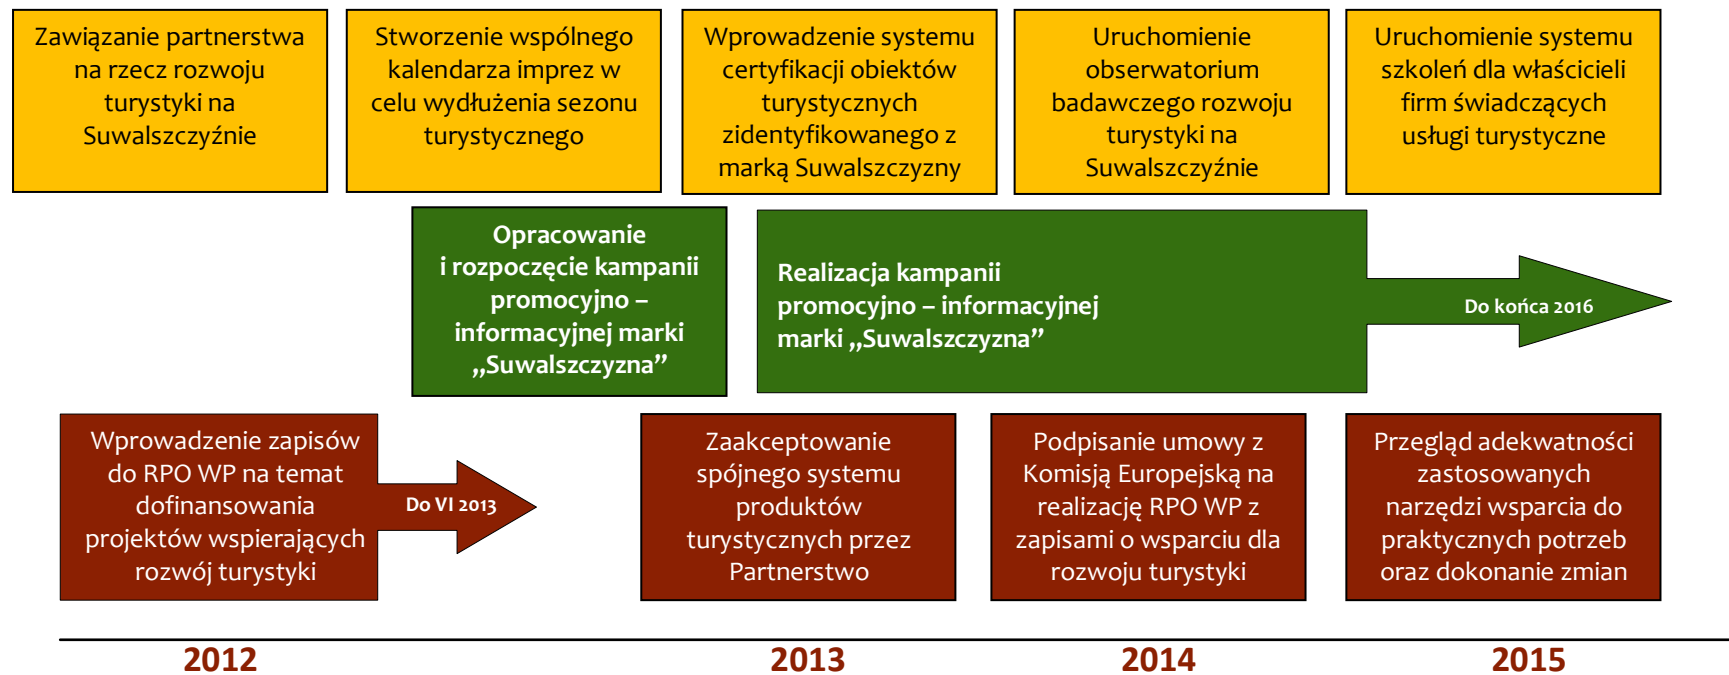 Zawiązanie partnerstwa
na rzecz rozwoju
turystyki na
Suwalszczyźnie
Stworzenie wspólnego
kalendarza imprez w
celu wydłużenia sezonu
turystycznego
Wprowadzenie systemu
certyfikacji obiektów
turystycznych
zidentyfikowanego z
marką Suwalszczyzny
Uruchomienie
obserwatorium
badawczego rozwoju
turystyki na
Suwalszczyźnie
Uruchomienie systemu
szkoleń dla właścicieli
firm świadczących
usługi turystyczne
Opracowanie
i rozpoczęcie kampanii
promocyjno –
informacyjnej marki
„Suwalszczyzna”
Realizacja kampanii
promocyjno – informacyjnej
marki „Suwalszczyzna”
Do końca 2016
Wprowadzenie zapisów
do RPO WP na temat
dofinansowania
projektów wspierających
rozwój turystyki
Do VI 2013
Zaakceptowanie
spójnego systemu
produktów
turystycznych przez
Partnerstwo
Podpisanie umowy z
Komisją Europejską na
realizację RPO WP z
zapisami o wsparciu dla
rozwoju turystyki
Przegląd adekwatności
zastosowanych
narzędzi wsparcia do
praktycznych potrzeb
oraz dokonanie zmian
2012
2013
2014
2015